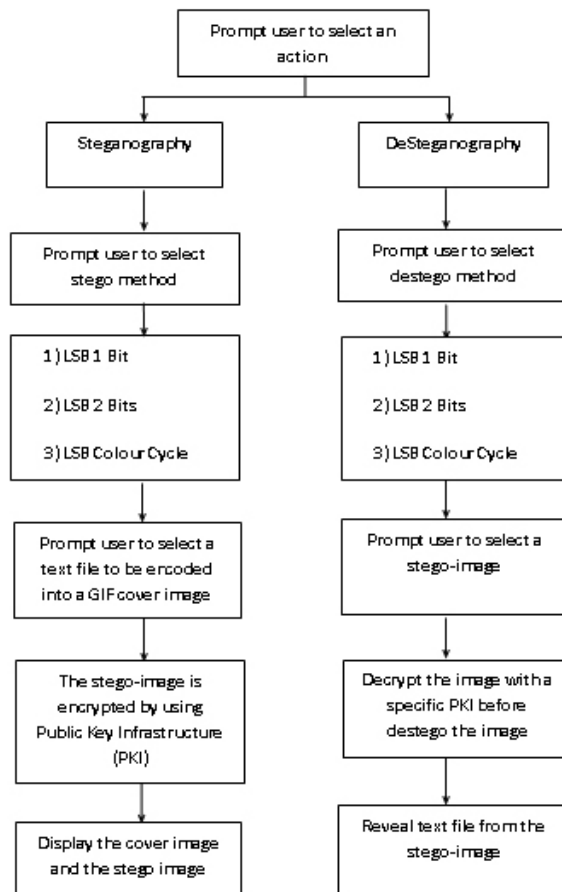 Prompt user to select an
action
Steganography
Prompt user to select
stego method
1) LSB 1 Bit
2) LSB 2 Bits
3) LSB Colour Cycle
Prompt user to select a
text file to be encoded
into a GIF cover image
The stego-image is
encrypted by using
Public Key Infrastructure
(PKI)
Display the cover image
and the stego image
DeSteganography
Prompt user to select
destego method
1) LSB 1 Bit
2) LSB 2 Bits
3) LSB Colour Cycle
Prompt user to select a
stego-image
Decrypt the image with a
specific PKI before
destego the image
Reveal text file from the
stego-image